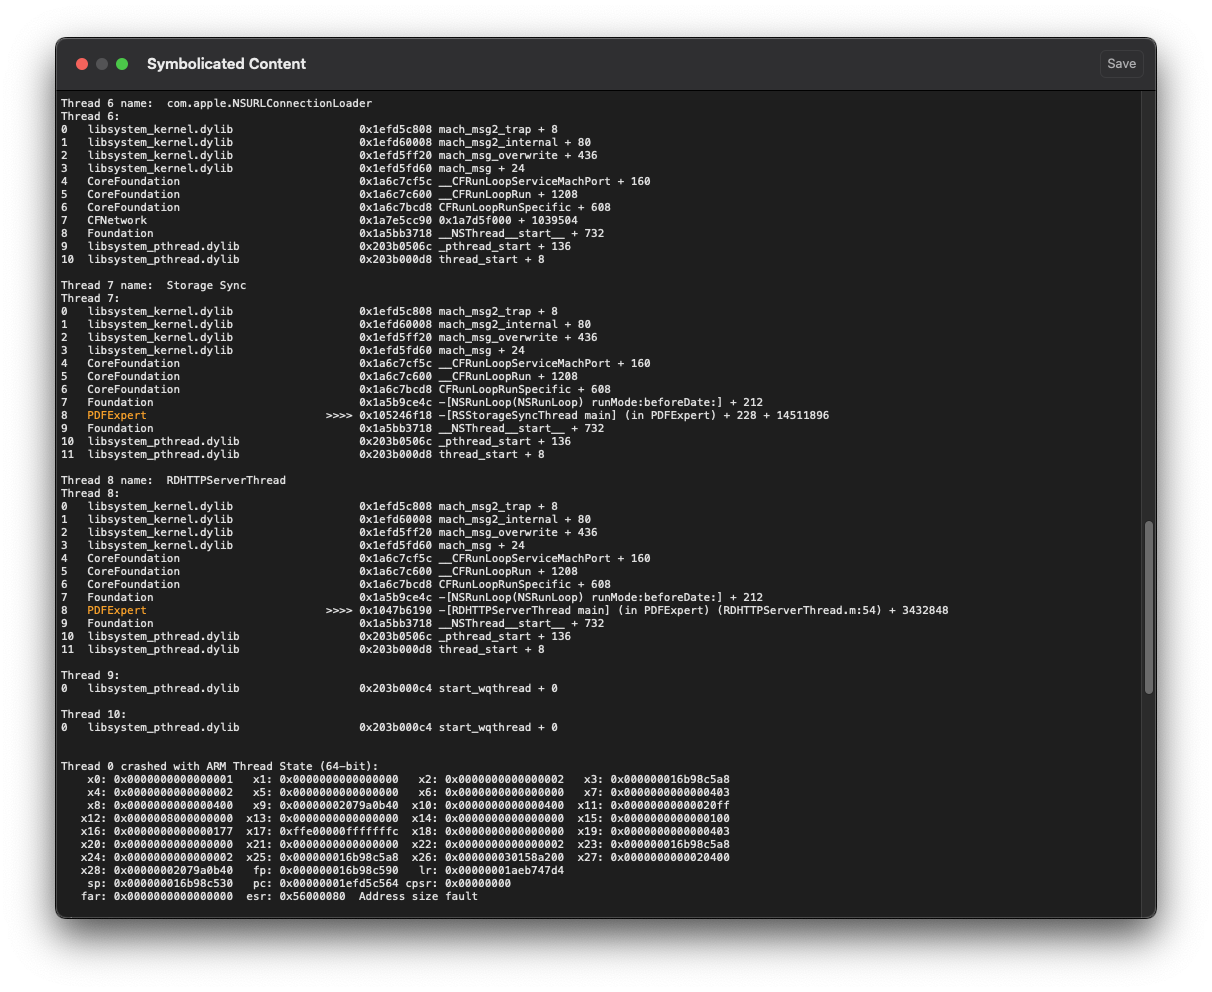 Symbolicated Content
Save
Thread 6 name:  com.apple.NSURLConnectionLoader
Thread 6:
0   libsystem_kernel.dylib                   0x1efd5c808 mach_msg2_trap + 8
1   libsystem_kernel.dylib                   0x1efd60008 mach_msg2_internal + 80
2   libsystem_kernel.dylib                   0x1efd5ff20 mach_msg_overwrite + 436
3   libsystem_kernel.dylib                   0x1efd5fd60 mach_msg + 24
4   CoreFoundation                           0x1a6c7cf5c __CFRunLoopServiceMachPort + 160
5   CoreFoundation                           0x1a6c7c600 __CFRunLoopRun + 1208
6   CoreFoundation                           0x1a6c7bcd8 CFRunLoopRunSpecific + 608
7   CFNetwork                                0x1a7e5cc90 0x1a7d5f000 + 1039504
8   Foundation                               0x1a5bb3718 __NSThread__start__ + 732
9   libsystem_pthread.dylib                  0x203b0506c _pthread_start + 136
10  libsystem_pthread.dylib                  0x203b000d8 thread_start + 8
Thread 7 name:  Storage Sync
Thread 7:
0   libsystem_kernel.dylib                   0x1efd5c808 mach_msg2_trap + 8
1   libsystem_kernel.dylib                   0x1efd60008 mach_msg2_internal + 80
2   libsystem_kernel.dylib                   0x1efd5ff20 mach_msg_overwrite + 436
3   libsystem_kernel.dylib                   0x1efd5fd60 mach_msg + 24
4   CoreFoundation                           0x1a6c7cf5c __CFRunLoopServiceMachPort + 160
5   CoreFoundation                           0x1a6c7c600 __CFRunLoopRun + 1208
6   CoreFoundation                           0x1a6c7bcd8 CFRunLoopRunSpecific + 608
7   Foundation                               0x1a5b9ce4c -[NSRunLoop(NSRunLoop) runMode:beforeDate:] + 212
8   PDFExpert                           >>>> 0x105246f18 -[RSStorageSyncThread main] (in PDFExpert) + 228 + 14511896
9   Foundation                               0x1a5bb3718 __NSThread__start__ + 732
10  libsystem_pthread.dylib                  0x203b0506c _pthread_start + 136
11  libsystem_pthread.dylib                  0x203b000d8 thread_start + 8
Thread 8 name:  RDHTTPServerThread
Thread 8:
0   libsystem_kernel.dylib                   0x1efd5c808 mach_msg2_trap + 8
1   libsystem_kernel.dylib                   0x1efd60008 mach_msg2_internal + 80
2   libsystem_kernel.dylib                   0x1efd5ff20 mach_msg_overwrite + 436
3   libsystem_kernel.dylib                   0x1efd5fd60 mach_msg + 24
4   CoreFoundation                           0x1a6c7cf5c __CFRunLoopServiceMachPort + 160
5   CoreFoundation                           0x1a6c7c600 __CFRunLoopRun + 1208
6   CoreFoundation                           0x1a6c7bcd8 CFRunLoopRunSpecific + 608
7   Foundation                               0x1a5b9ce4c -[NSRunLoop(NSRunLoop) runMode:beforeDate:] + 212
8   PDFExpert                           >>>> 0x1047b6190 -[RDHTTPServerThread main] (in PDFExpert) (RDHTTPServerThread.m:54) + 3432848
9   Foundation                               0x1a5bb3718 __NSThread__start__ + 732
10  libsystem_pthread.dylib                  0x203b0506c _pthread_start + 136
11  libsystem_pthread.dylib                  0x203b000d8 thread_start + 8
Thread 9:
0   libsystem_pthread.dylib                  0x203b000c4 start_wqthread + 0
Thread 10:
0   libsystem_pthread.dylib                  0x203b000c4 start_wqthread + 0
Thread 0 crashed with ARM Thread State (64-bit):
x0: 0x0000000000000001   x1: 0x0000000000000000   x2: 0x0000000000000002   x3: 0x000000016b98c5a8
x4: 0x0000000000000002   x5: 0x0000000000000000   x6: 0x0000000000000000   x7: 0x0000000000000403
x8: 0x0000000000000400   x9: 0x00000002079a0b40  x10: 0x0000000000000400  x11: 0x00000000000020ff
x12: 0x0000008000000000  x13: 0x0000000000000000  x14: 0x0000000000000000  x15: 0x0000000000000100
x16: 0x0000000000000177  x17: 0xffe00000fffffffc  x18: 0x0000000000000000  x19: 0x0000000000000403
x20: 0x0000000000000000  x21: 0x0000000000000000  x22: 0x0000000000000002  x23: 0x000000016b98c5a8
x24: 0x0000000000000002  x25: 0x000000016b98c5a8  x26: 0x000000030158a200  x27: 0x0000000000020400
x28: 0x00000002079a0b40   fp: 0x000000016b98c590   lr: 0x00000001aeb747d4
sp: 0x000000016b98c530   pc: 0x00000001efd5c564 cpsr: 0x00000000
far: 0x0000000000000000  esr: 0x56000080  Address size fault